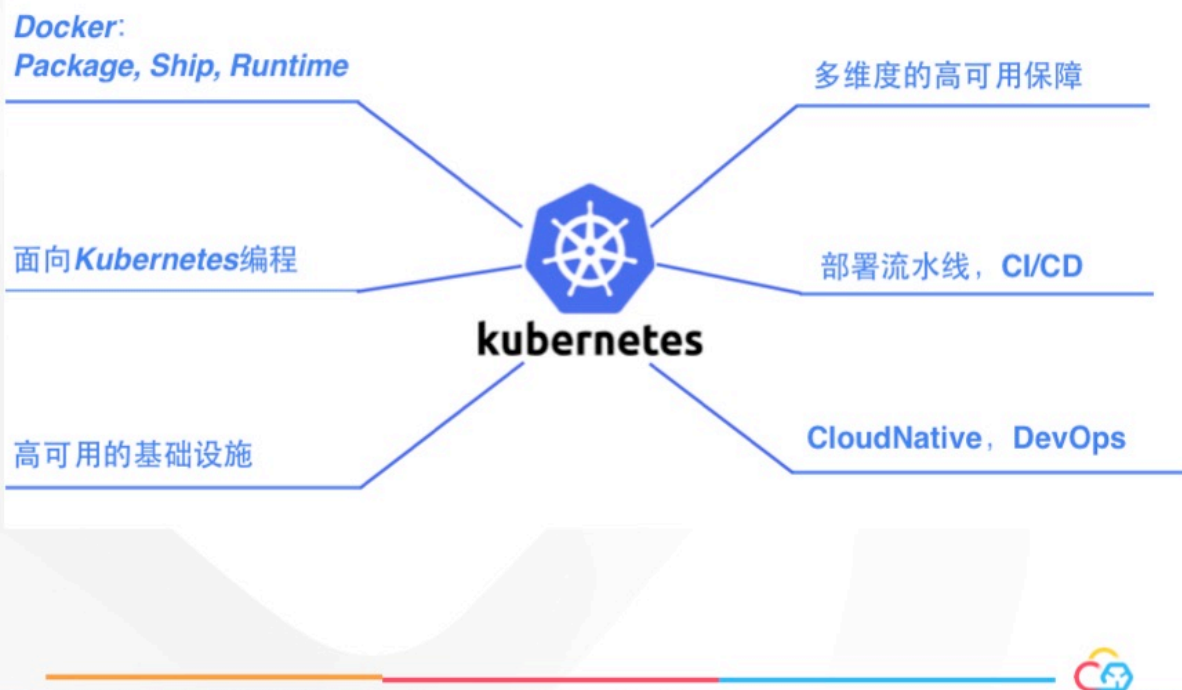 Docker:
Package, Ship, Runtime
面向Kubernetes编程
高可用的基础设施
kubernetes
多维度的高可用保障
部署流水线，CI/CD
CloudNative，DevOps